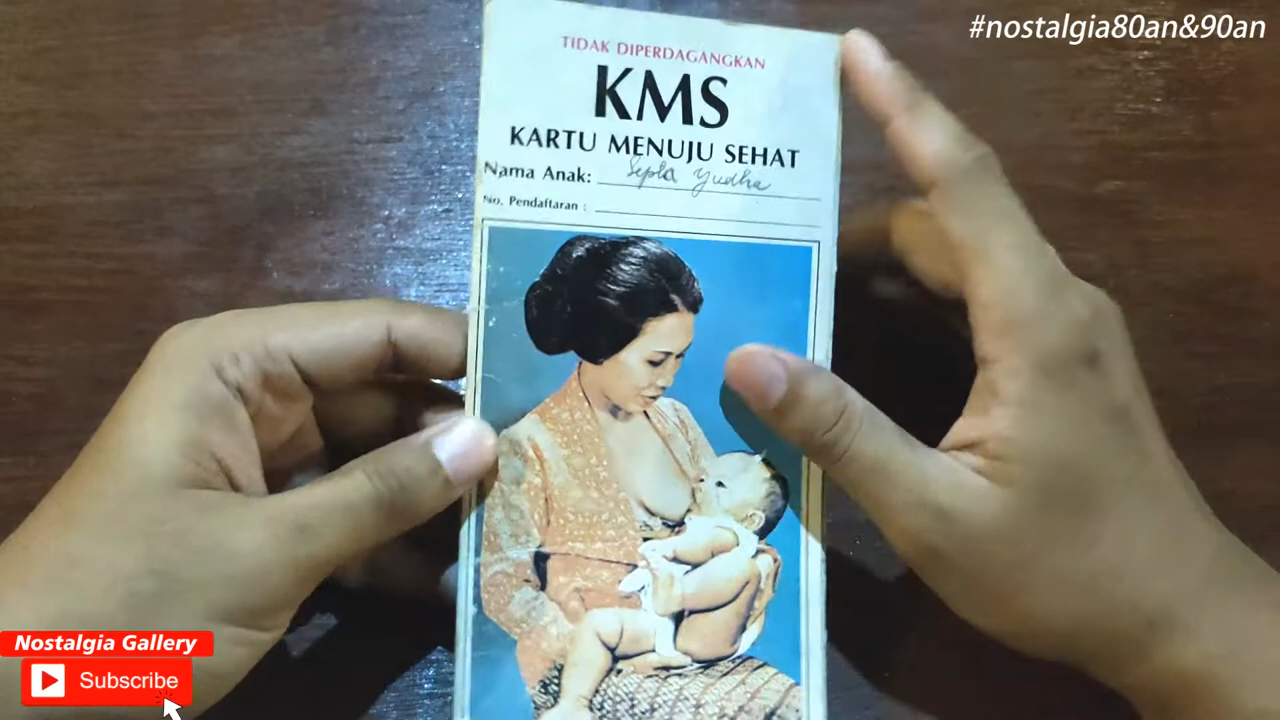 #nostalgia80an&90an
TIDAK DIPERDAGANGKAN
KMS
KARTU MENUJU SEHAT
Nama Anak: Septa Yudha
No. Pendaftaran :
Nostalgia Gallery
Subscribe